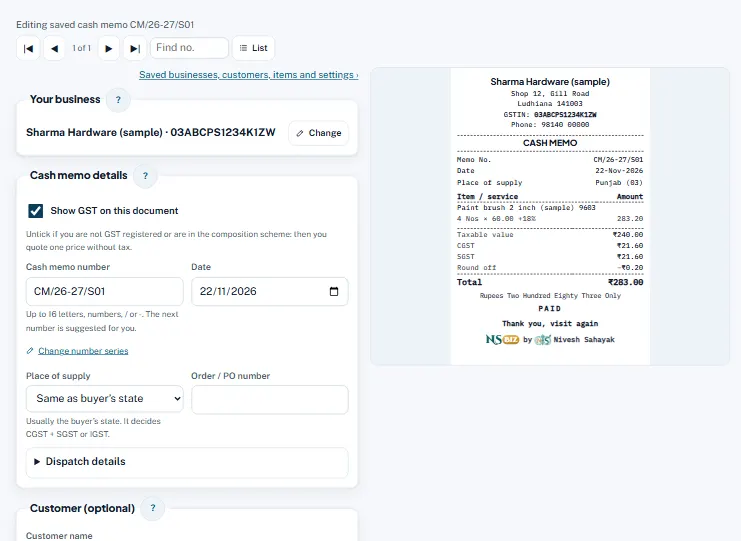 Editing saved cash memo CM/26-27/S01
1 of 1
Find no.
List
Saved businesses, customers, items and settings ›
Your business ?
Sharma Hardware (sample) · 03ABCPS1234K1ZW
Change
Cash memo details ?
Show GST on this document
Untick if you are not GST registered or are in the composition scheme: then you
quote one price without tax.
Cash memo number
Date
CM/26-27/S01
22/11/2026
Up to 16 letters, numbers, / or -. The next
number is suggested for you.
Change number series
Place of supply
Order / PO number
Same as buyer's state
Usually the buyer's state. It decides
CGST + SGST or IGST.
Dispatch details
Customer (optional) ?
Customer name
Sharma Hardware (sample)
Shop 12, Gill Road
Ludhiana 141003
GSTIN: 03ABCPS1234K1ZW
Phone: 98140 00000
CASH MEMO
Memo No. CM/26-27/S01
Date 22-Nov-2026
Place of supply Punjab (03)
Item / service Amount
Paint brush 2 inch (sample) 9603
4 Nos × 60.00 +18% 283.20
Taxable value ₹240.00
CGST ₹21.60
SGST ₹21.60
Round off -₹0.20
Total ₹283.00
Rupees Two Hundred Eighty Three Only
PAID
Thank you, visit again
NS BIZ by NS Nivesh Sahayak